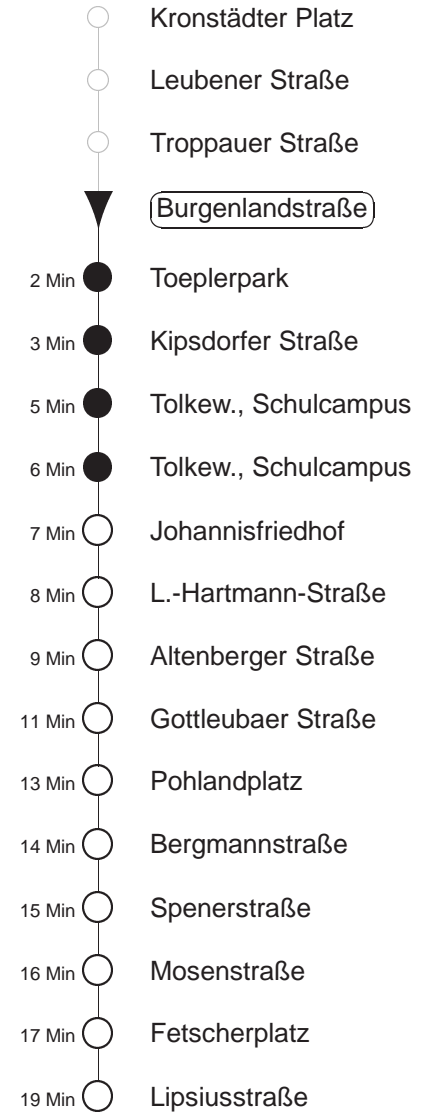 Kronstädter Platz
Leubener Straße
Troppauer Straße
Burgenlandstraße
2 Min Toeplerpark
3 Min Kipsdorfer Straße
5 Min Tolkew., Schulcampus
6 Min Tolkew., Schulcampus
7 Min Johannisfriedhof
8 Min L.-Hartmann-Straße
9 Min Altenberger Straße
11 Min Gottleubaer Straße
13 Min Pohlandplatz
14 Min Bergmannstraße
15 Min Spenerstraße
16 Min Mosenstraße
17 Min Fetscherplatz
19 Min Lipsiusstraße